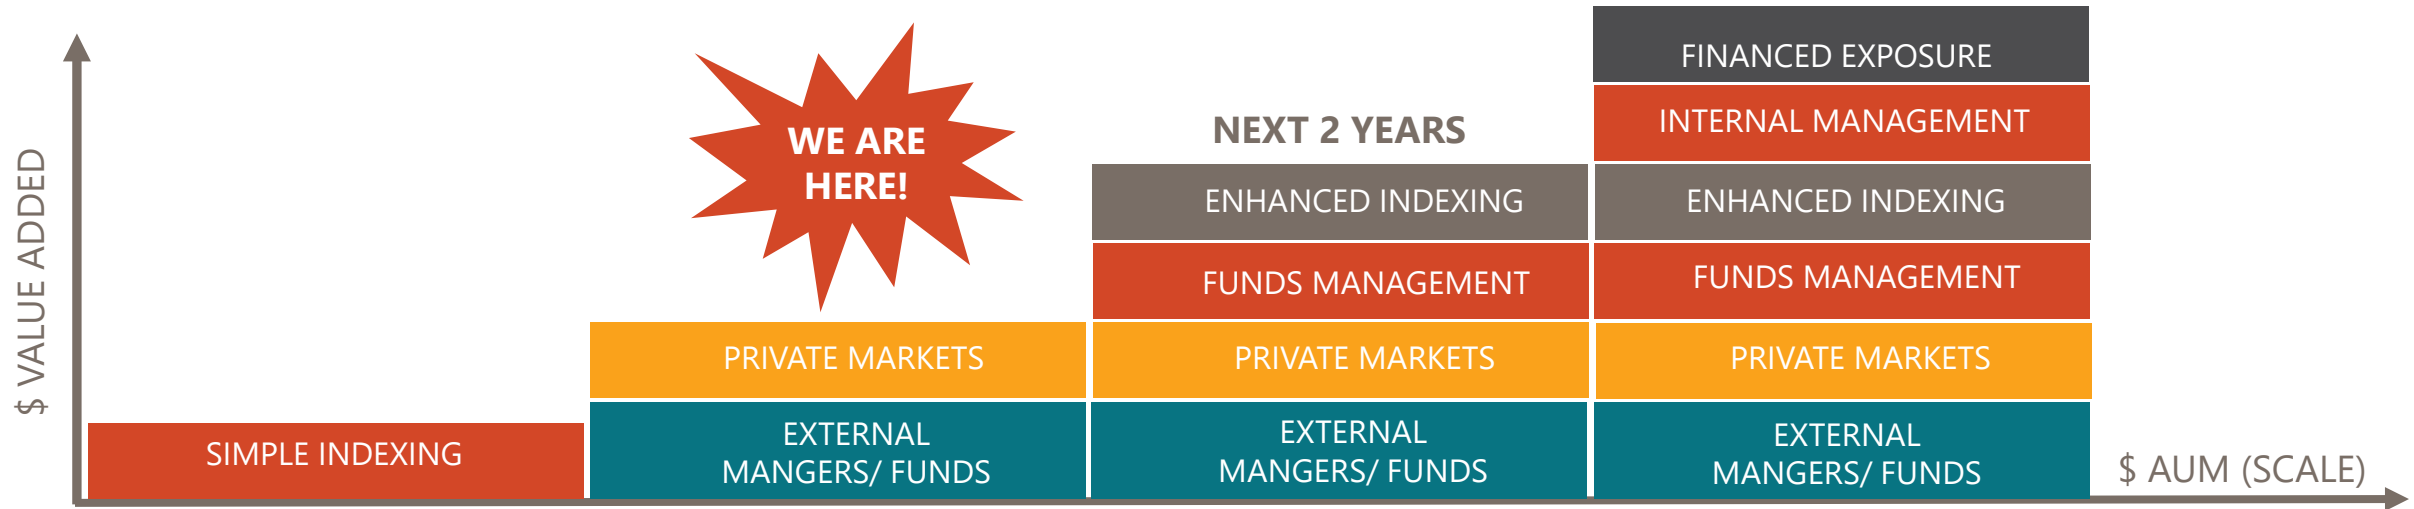 $ VALUE ADDED
SIMPLE INDEXING
WE ARE
HERE!
PRIVATE MARKETS
EXTERNAL
MANGERS/ FUNDS
NEXT 2 YEARS
ENHANCED INDEXING
FUNDS MANAGEMENT
PRIVATE MARKETS
EXTERNAL
MANGERS/ FUNDS
FINANCED EXPOSURE
INTERNAL MANAGEMENT
ENHANCED INDEXING
FUNDS MANAGEMENT
PRIVATE MARKETS
EXTERNAL
MANGERS/ FUNDS
$ AUM (SCALE)